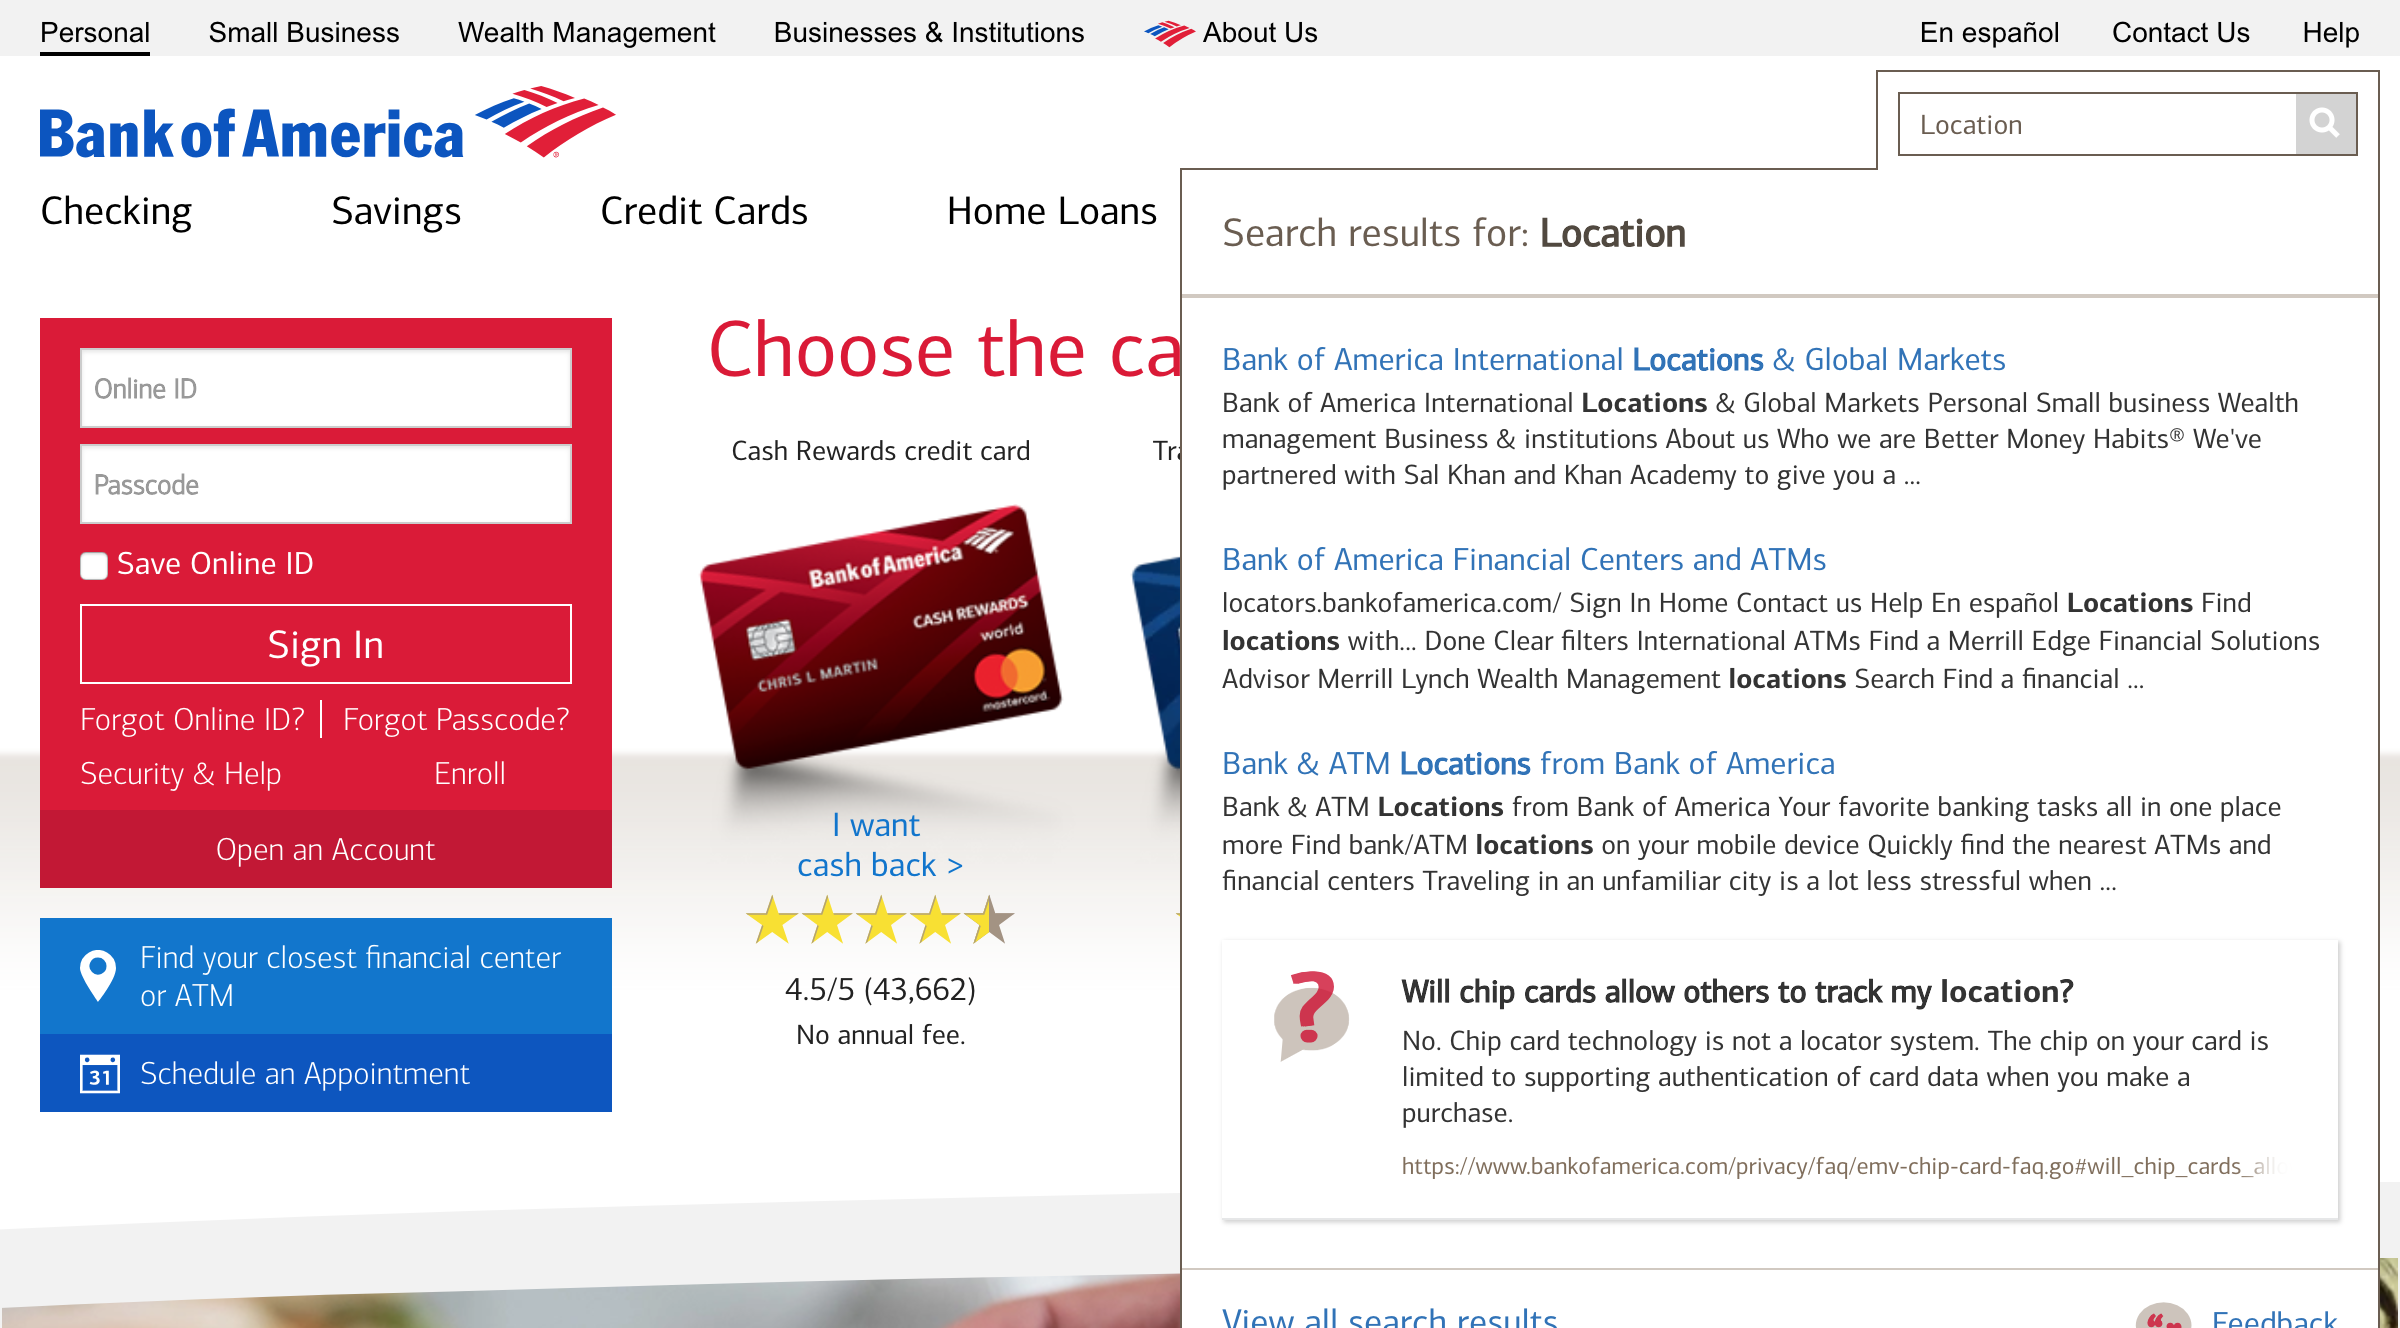 Personal
Small Business
Wealth Management
Businesses & Institutions
About Us
En español
Contact Us
Help
Bank of America
Location
Checking
Savings
Credit Cards
Home Loans
Search results for: Location
Online ID
Passcode
Save Online ID
Sign In
Forgot Online ID?
Forgot Passcode?
Security & Help
Enroll
Open an Account
Find your closest financial center
or ATM
31
Schedule an Appointment
Choose the ca
Cash Rewards credit card
Bank of America
CASH REWARDS
world
CHRIS L MARTIN
mastercard
I want
cash back >
4.5/5 (43,662)
No annual fee.
Bank of America International Locations & Global Markets
Bank of America International Locations & Global Markets Personal Small business Wealth
management Business & institutions About us Who we are Better Money Habits® We've
partnered with Sal Khan and Khan Academy to give you a ...
Bank of America Financial Centers and ATMs
locators.bankofamerica.com/ Sign In Home Contact us Help En español Locations Find
locations with... Done Clear filters International ATMs Find a Merrill Edge Financial Solutions
Advisor Merrill Lynch Wealth Management locations Search Find a financial ...
Bank & ATM Locations from Bank of America
Bank & ATM Locations from Bank of America Your favorite banking tasks all in one place
more Find bank/ATM locations on your mobile device Quickly find the nearest ATMs and
financial centers Traveling in an unfamiliar city is a lot less stressful when ...
?
Will chip cards allow others to track my location?
No. Chip card technology is not a locator system. The chip on your card is
limited to supporting authentication of card data when you make a
purchase.
https://www.bankofamerica.com/privacy/faq/emv-chip-card-faq.go#will_chip_cards_allo
View all search results
Feedback